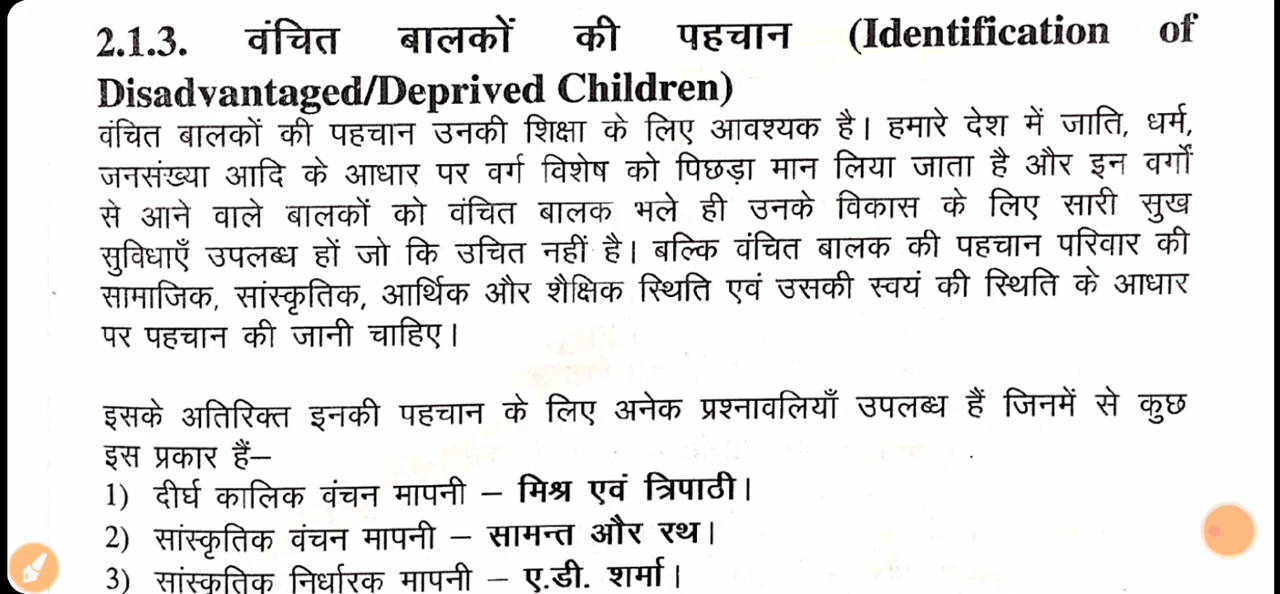 2.1.3. वंचित बालकों की पहचान (Identification of
Disadvantaged/Deprived Children)
वंचित बालकों की पहचान उनकी शिक्षा के लिए आवश्यक है। हमारे देश में जाति, धर्म,
जनसंख्या आदि के आधार पर वर्ग विशेष को पिछड़ा मान लिया जाता है और इन वर्गों
से आने वाले बालकों को वंचित बालक भले ही उनके विकास के लिए सारी सुख
सुविधाएँ उपलब्ध हों जो कि उचित नहीं है। बल्कि वंचित बालक की पहचान परिवार की
सामाजिक, सांस्कृतिक, आर्थिक और शैक्षिक स्थिति एवं उसकी स्वयं की स्थिति के आधार
पर पहचान की जानी चाहिए।
इसके अतिरिक्त इनकी पहचान के लिए अनेक प्रश्नावलियाँ उपलब्ध हैं जिनमें से कुछ
इस प्रकार हैं–
1) दीर्घ कालिक वंचन मापनी – मिश्र एवं त्रिपाठी।
2) सांस्कृतिक वंचन मापनी – सामन्त और रथ।
3) सांस्कृतिक निर्धारक मापनी – ए.डी. शर्मा।